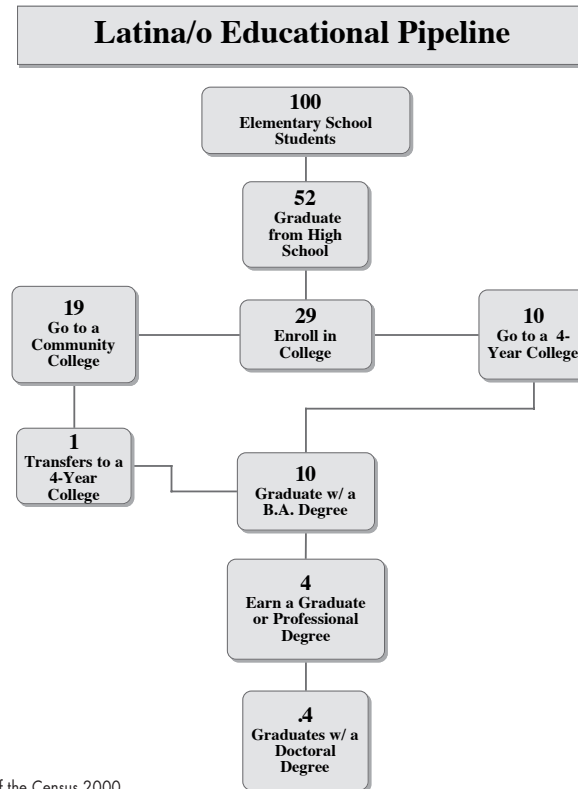 Latina/o Educational Pipeline
100
Elementary School
Students
52
Graduate
from High
School
19
Go to a
Community
College
29
Enroll in
College
10
Go to a 4-
Year College
1
Transfers to a
4-Year
College
10
Graduate w/ a
B.A. Degree
4
Earn a Graduate
or Professional
Degree
.4
Graduates w/ a
Doctoral
Degree
the Census 2000